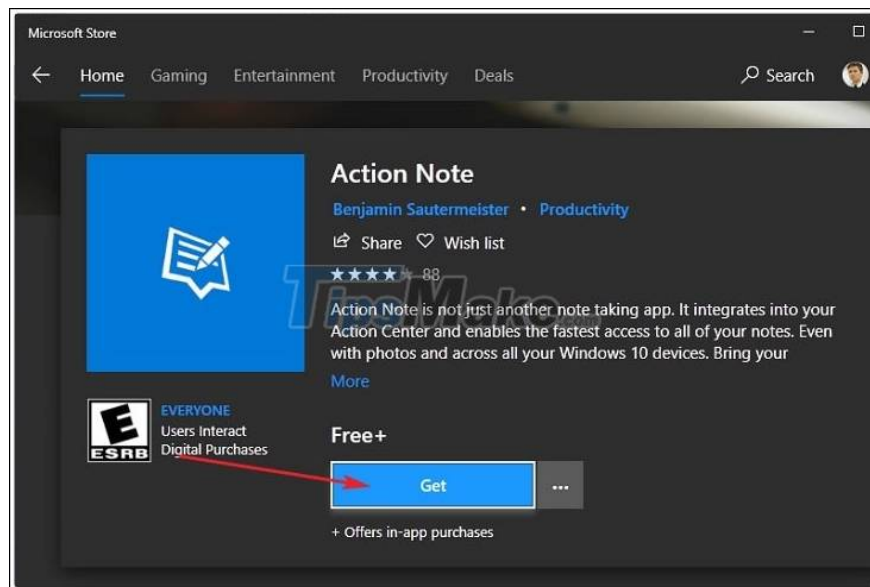 Microsoft Store
Home Gaming Entertainment Productivity Deals Search
Action Note
Benjamin Sautermeister • Productivity
Share Wish list
88
TipsMake.com
Action Note is not just another note taking app. It integrates into your
Action Center and enables the fastest access to all of your notes. Even
with photos and across all your Windows 10 devices. Bring your
More
E
ESRB
EVERYONE
Users Interact
Digital Purchases
Free+
Get ...
+ Offers in-app purchases